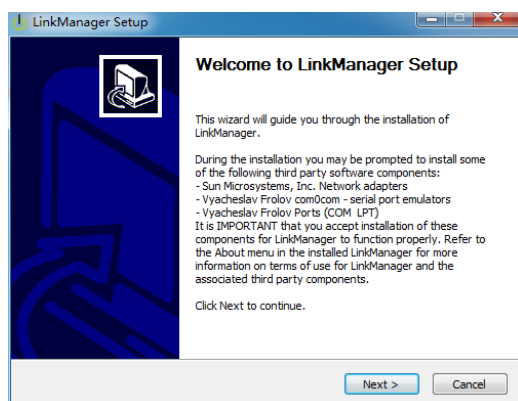 LinkManager Setup
Welcome to LinkManager Setup
This wizard will guide you through the installation of
LinkManager.
During the installation you may be prompted to install some
of the following third party software components:
- Sun Microsystems, Inc. Network adapters
- Vyacheslav Frolov com0com - serial port emulators
- Vyacheslav Frolov Ports (COM LPT)
It is IMPORTANT that you accept installation of these
components for LinkManager to function properly. Refer to
the About menu in the installed LinkManager for more
information on terms of use for LinkManager and the
associated third party components.
Click Next to continue.
Next >
Cancel